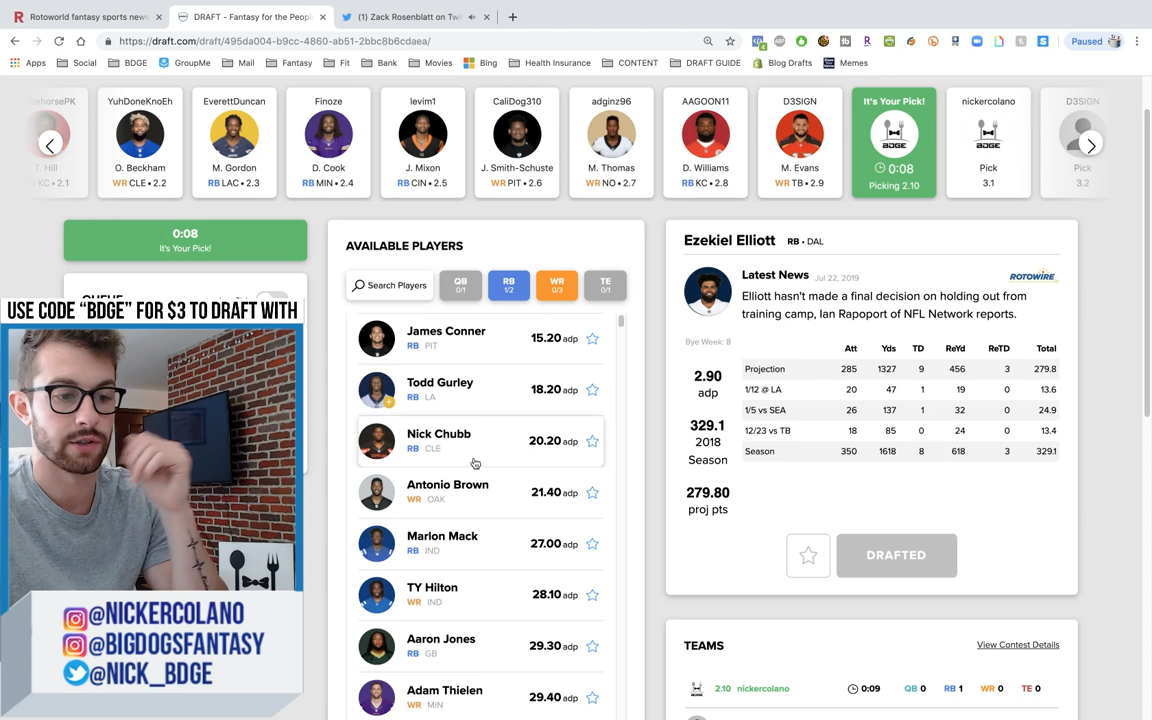 Rotoworld fantasy sports news
DRAFT - Fantasy for the Peopl
(1) Zack Rosenblatt on Twi
https://draft.com/draft/495da004-b9cc-4860-ab51-2bbc8b6cdaea/
Paused
Apps
Social
BDGE
GroupMe
Mail
Fantasy
Fit
Bank
Movies
Bing
Health Insurance
CONTENT
DRAFT GUIDE
Blog Drafts
Memes
T. Hill
KC • 2.1
YuhDoneKnoEh
O. Beckham
WR CLE • 2.2
EverettDuncan
M. Gordon
RB LAC • 2.3
Finoze
D. Cook
RB MIN • 2.4
levim1
J. Mixon
RB CIN • 2.5
CaliDog310
J. Smith-Schuste
WR PIT • 2.6
adginz96
M. Thomas
WR NO • 2.7
AAGOON11
D. Williams
RB KC • 2.8
D3SIGN
M. Evans
WR TB • 2.9
It's Your Pick!
BDGE
0:08
Picking 2.10
nickercolano
BDGE
Pick
3.1
D3SIGN
Pick
3.2
0:08
It's Your Pick!
USE CODE "BDGE" FOR $3 TO DRAFT WITH
@NICKERCOLANO
@BIGDOGSFANTASY
@NICK_BDGE
AVAILABLE PLAYERS
Search Players
QB
0/1
RB
1/2
WR
0/3
TE
0/1
James Conner
RB PIT
15.20 adp
Todd Gurley
RB LA
18.20 adp
Nick Chubb
RB CLE
20.20 adp
Antonio Brown
WR OAK
21.40 adp
Marlon Mack
RB IND
27.00 adp
TY Hilton
WR IND
28.10 adp
Aaron Jones
RB GB
29.30 adp
Adam Thielen
WR MIN
29.40 adp
Ezekiel Elliott RB • DAL
Latest News Jul 22, 2019
ROTOWIRE
Elliott hasn't made a final decision on holding out from
training camp, Ian Rapoport of NFL Network reports.
Bye Week: 8
2.90
adp
329.1
2018
Season
279.80
proj pts
Att Yds TD ReYd ReTD Total
Projection 285 1327 9 456 3 279.8
1/12 @ LA 20 47 1 19 0 13.6
1/5 vs SEA 26 137 1 32 0 24.9
12/23 vs TB 18 85 0 24 0 13.4
Season 350 1618 8 618 3 329.1
DRAFTED
TEAMS
View Contest Details
2.10 nickercolano 0:09 QB 0 RB 1 WR 0 TE 0